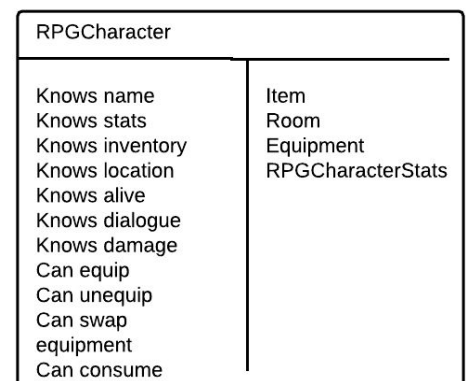 RPGCharacter
Knows name
Knows stats
Knows inventory
Knows location
Knows alive
Knows dialogue
Knows damage
Can equip
Can unequip
Can swap
equipment
Can consume
Item
Room
Equipment
RPGCharacterStats